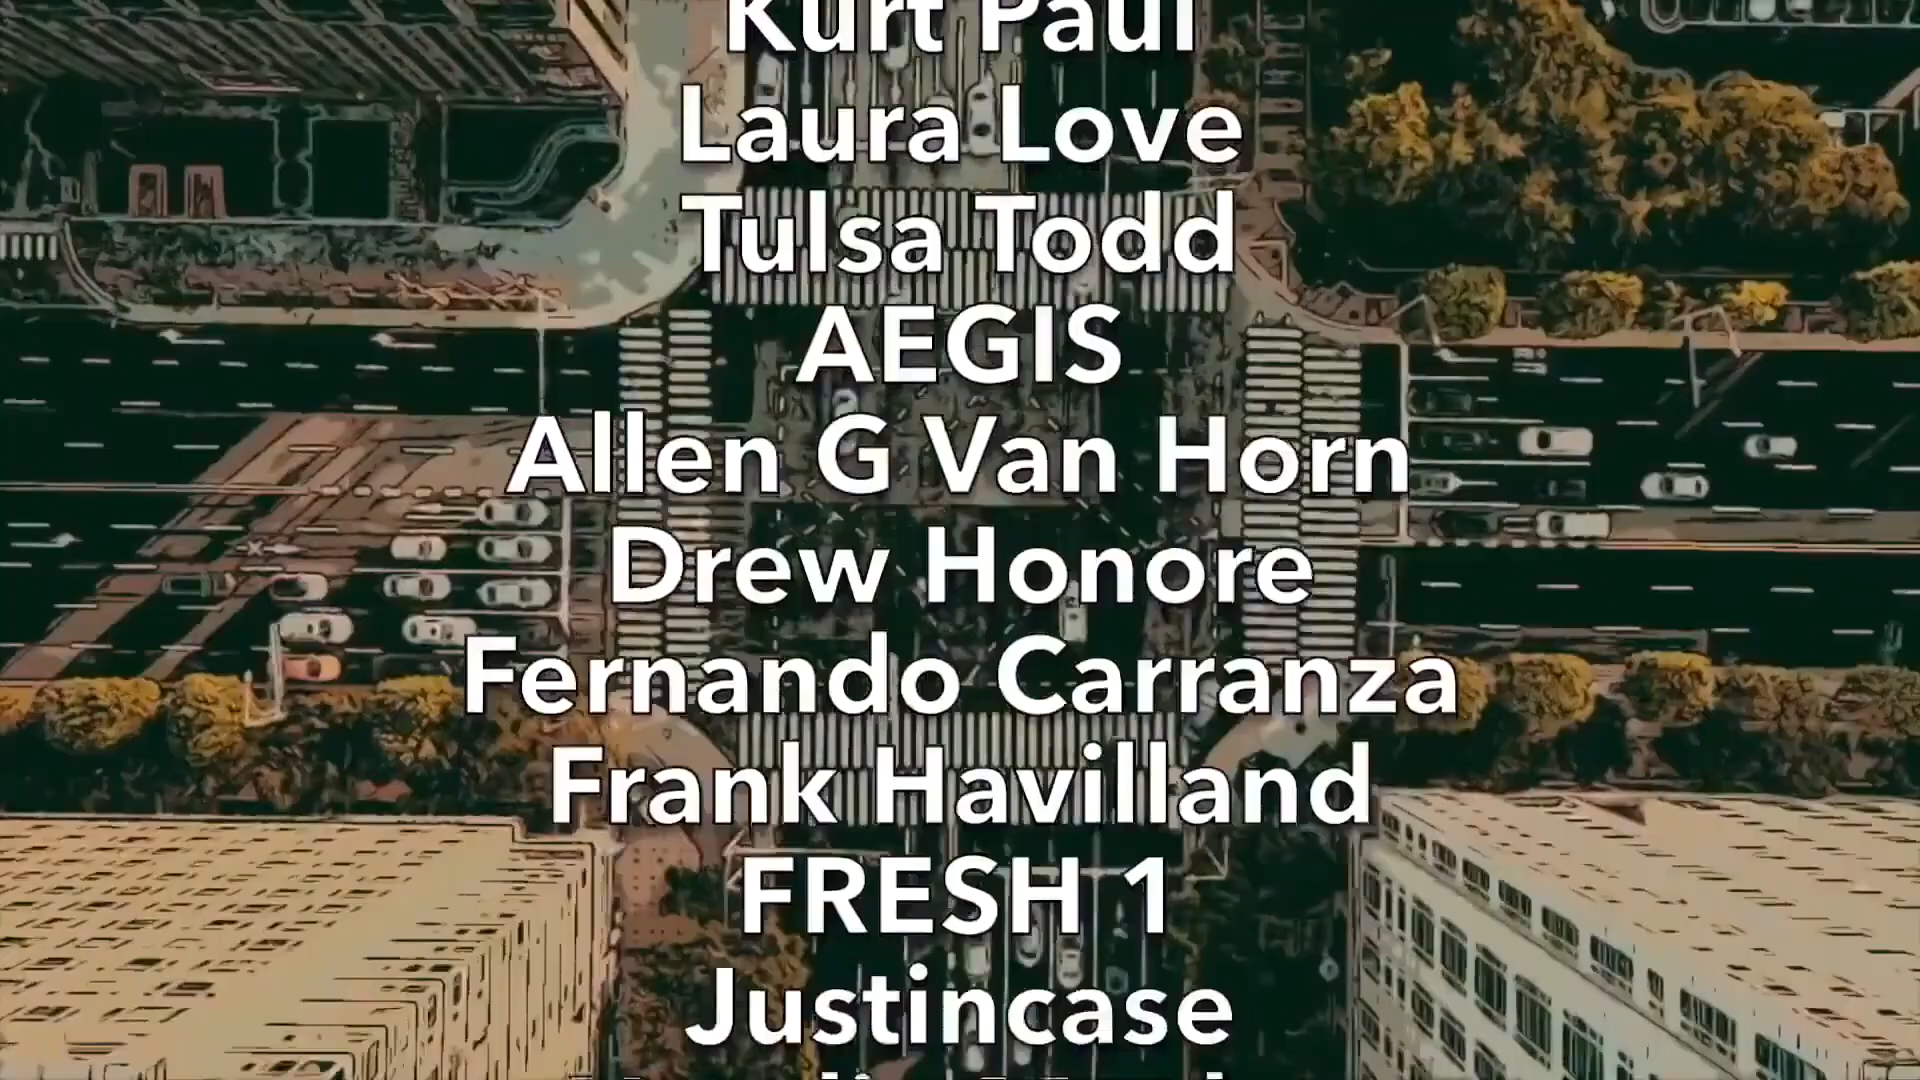 Kurt Paul
Laura Love
Tulsa Todd
AEGIS
Allen G Van Horn
Drew Honore
Fernando Carranza
Frank Havilland
FRESH 1
Justincase